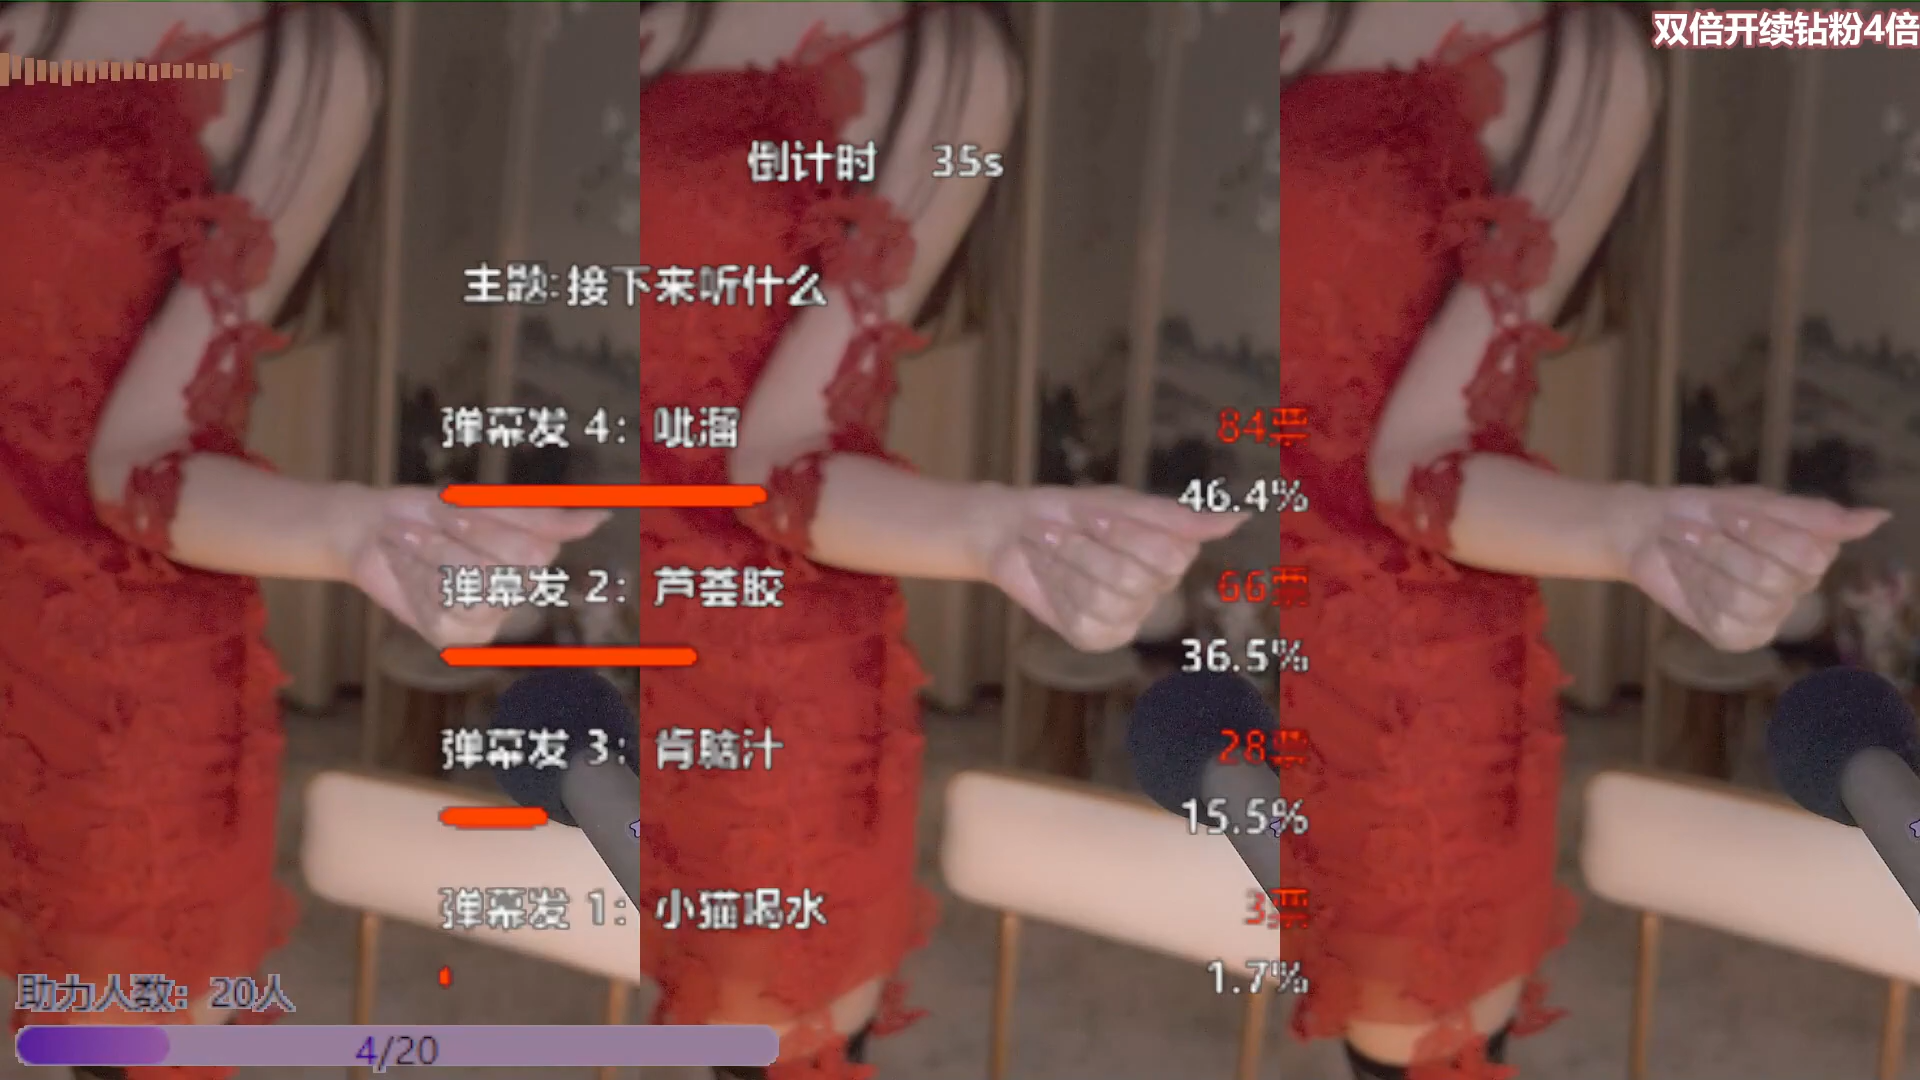 双倍开续钻粉4倍
倒计时 35s
主题:接下来听什么
弹幕发 4: 呲溜
84票
46.4%
弹幕发 2: 芦荟胶
66票
36.5%
弹幕发 3: 肯脑汁
28票
15.5%
弹幕发 1: 小猫喝水
3票
1.7%
助力人数: 20人
4/20